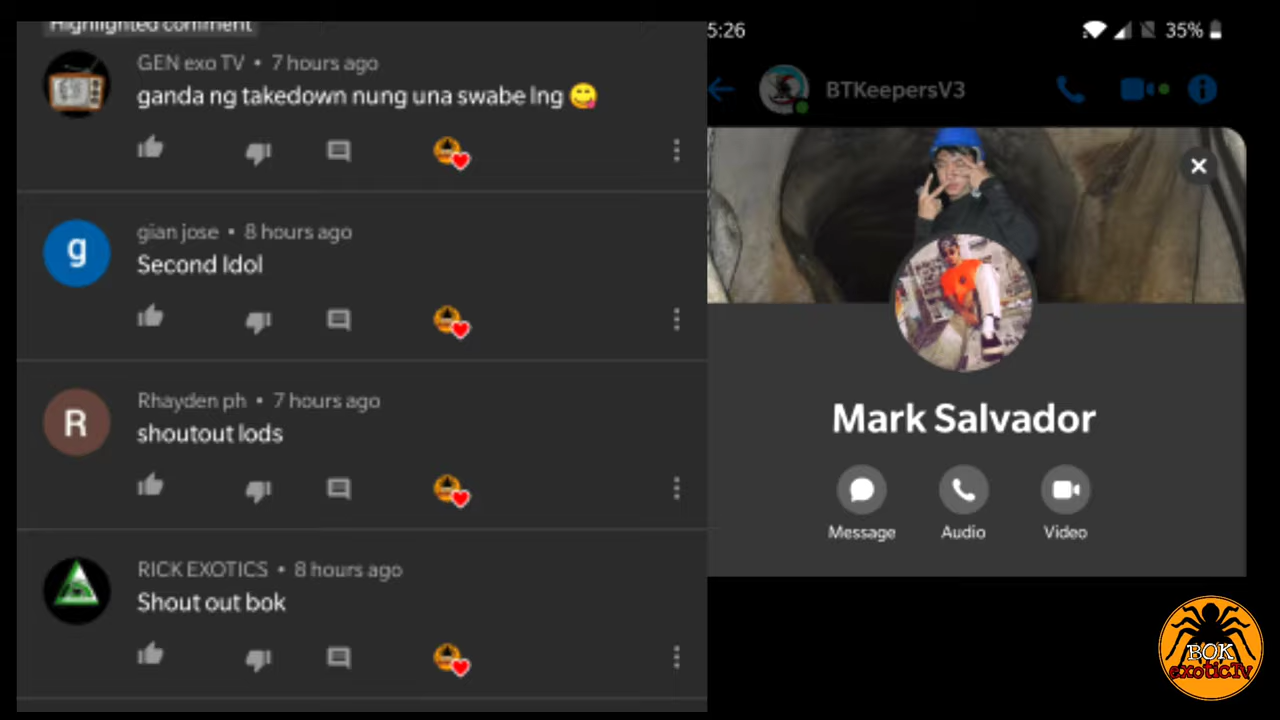 Highlighted comment
GEN exo TV • 7 hours ago
ganda ng takedown nung una swabe lng 😋
g
gian jose • 8 hours ago
Second Idol
R
Rhayden ph • 7 hours ago
shoutout lods
RICK EXOTICS • 8 hours ago
Shout out bok
5:26
35%
BTKeepersV3
Mark Salvador
Message Audio Video
BOK
exoticTv